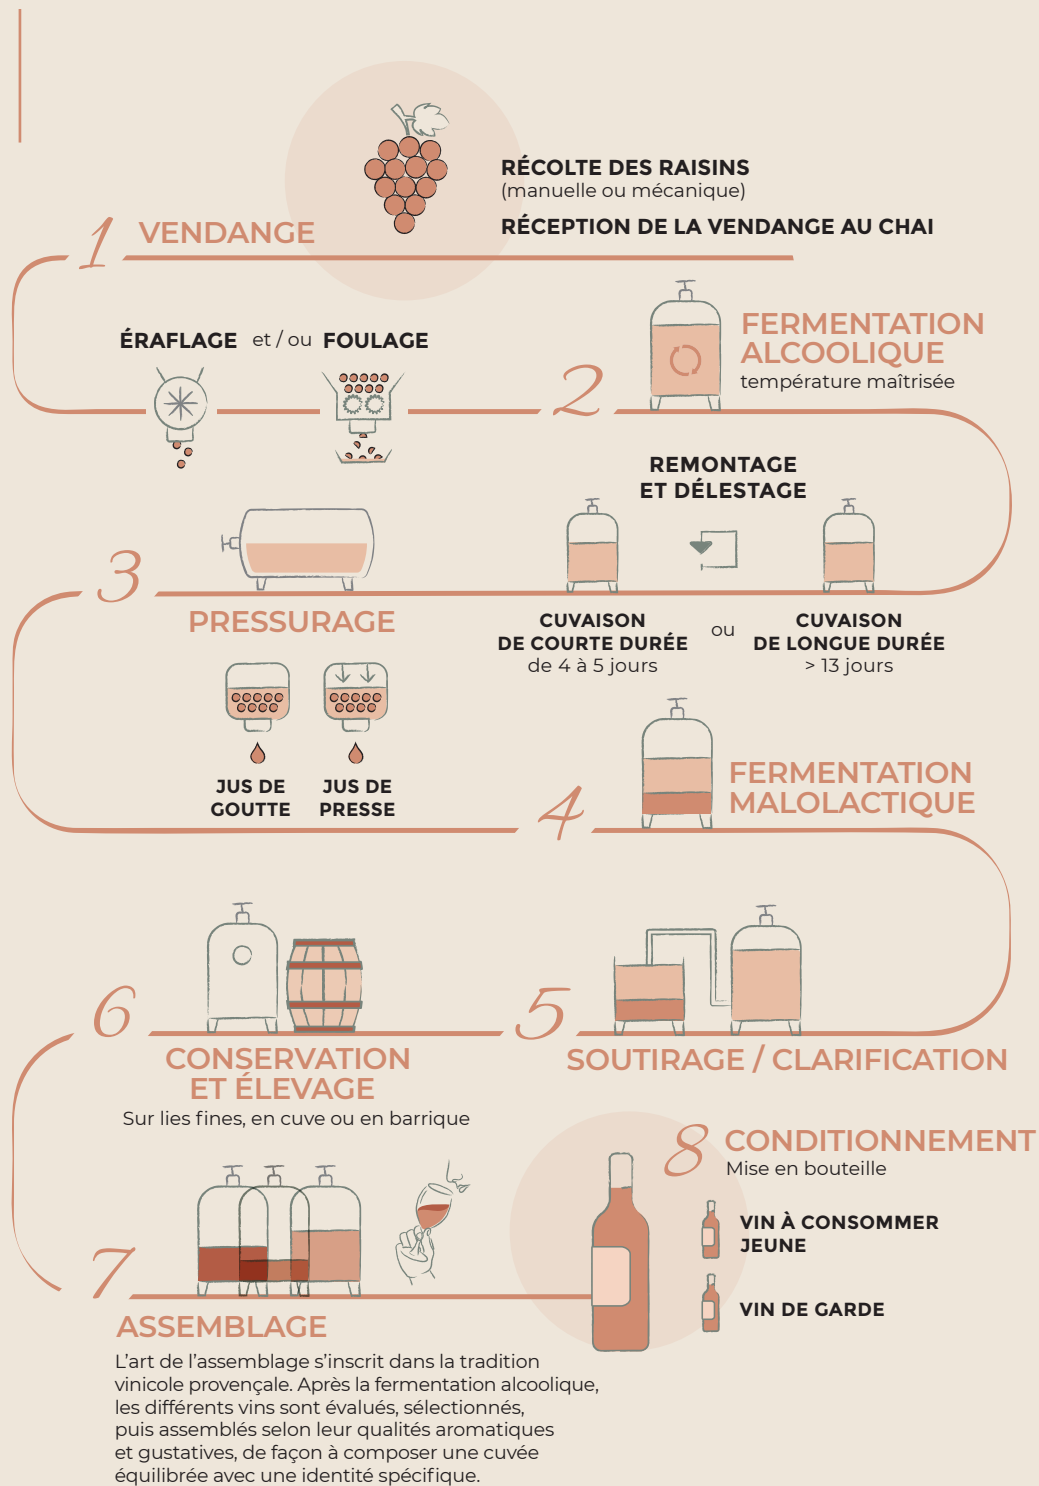 RÉCOLTE DES RAISINS
(manuelle ou mécanique)
RÉCEPTION DE LA VENDANGE AU CHAI
1 VENDANGE
ÉRAFLAGE et / ou FOULAGE
2 FERMENTATION
ALCOOLIQUE
température maîtrisée
REMONTAGE
ET DÉLESTAGE
CUVAISON
DE COURTE DURÉE
de 4 à 5 jours
ou
CUVAISON
DE LONGUE DURÉE
> 13 jours
3
PRESSURAGE
JUS DE
GOUTTE
JUS DE
PRESSE
4 FERMENTATION
MALOLACTIQUE
5
SOUTIRAGE / CLARIFICATION
6
CONSERVATION
ET ÉLEVAGE
Sur lies fines, en cuve ou en barrique
7
ASSEMBLAGE
L’art de l’assemblage s’inscrit dans la tradition
vinicole provençale. Après la fermentation alcoolique,
les différents vins sont évalués, sélectionnés,
puis assemblés selon leur qualités aromatiques
et gustatives, de façon à composer une cuvée
équilibrée avec une identité spécifique.
8 CONDITIONNEMENT
Mise en bouteille
VIN À CONSOMMER
JEUNE
VIN DE GARDE